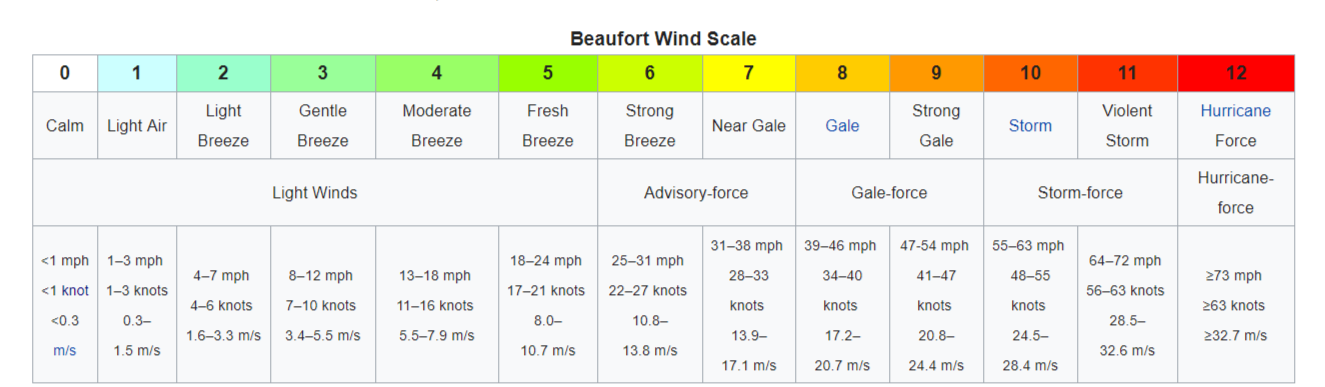 Beaufort Wind Scale
0 1 2 3 4 5 6 7 8 9 10 11 12
Calm
Light Air
Light
Breeze
Gentle
Breeze
Moderate
Breeze
Fresh
Breeze
Strong
Breeze
Near Gale
Gale
Strong
Gale
Storm
Violent
Storm
Hurricane
Force
Light Winds
Advisory-force
Gale-force
Storm-force
Hurricane-
force
<1 mph
<1 knot
<0.3
m/s
1–3 mph
1–3 knots
0.3–
1.5 m/s
4–7 mph
4–6 knots
1.6–3.3 m/s
8–12 mph
7–10 knots
3.4–5.5 m/s
13–18 mph
11–16 knots
5.5–7.9 m/s
18–24 mph
17–21 knots
8.0–
10.7 m/s
25–31 mph
22–27 knots
10.8–
13.8 m/s
31–38 mph
28–33
knots
13.9–
17.1 m/s
39–46 mph
34–40
knots
17.2–
20.7 m/s
47-54 mph
41–47
knots
20.8–
24.4 m/s
55–63 mph
48–55
knots
24.5–
28.4 m/s
64–72 mph
56–63 knots
28.5–
32.6 m/s
≥73 mph
≥63 knots
≥32.7 m/s